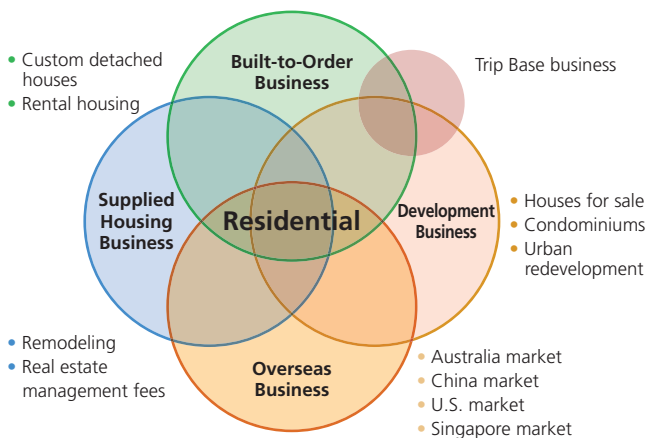 • Custom detached
houses
• Rental housing
Built-to-Order
Business
Trip Base business
Supplied
Housing
Business
Residential
Development
Business
• Houses for sale
• Condominiums
• Urban
redevelopment
• Remodeling
• Real estate
management fees
Overseas
Business
• Australia market
• China market
• U.S. market
• Singapore market